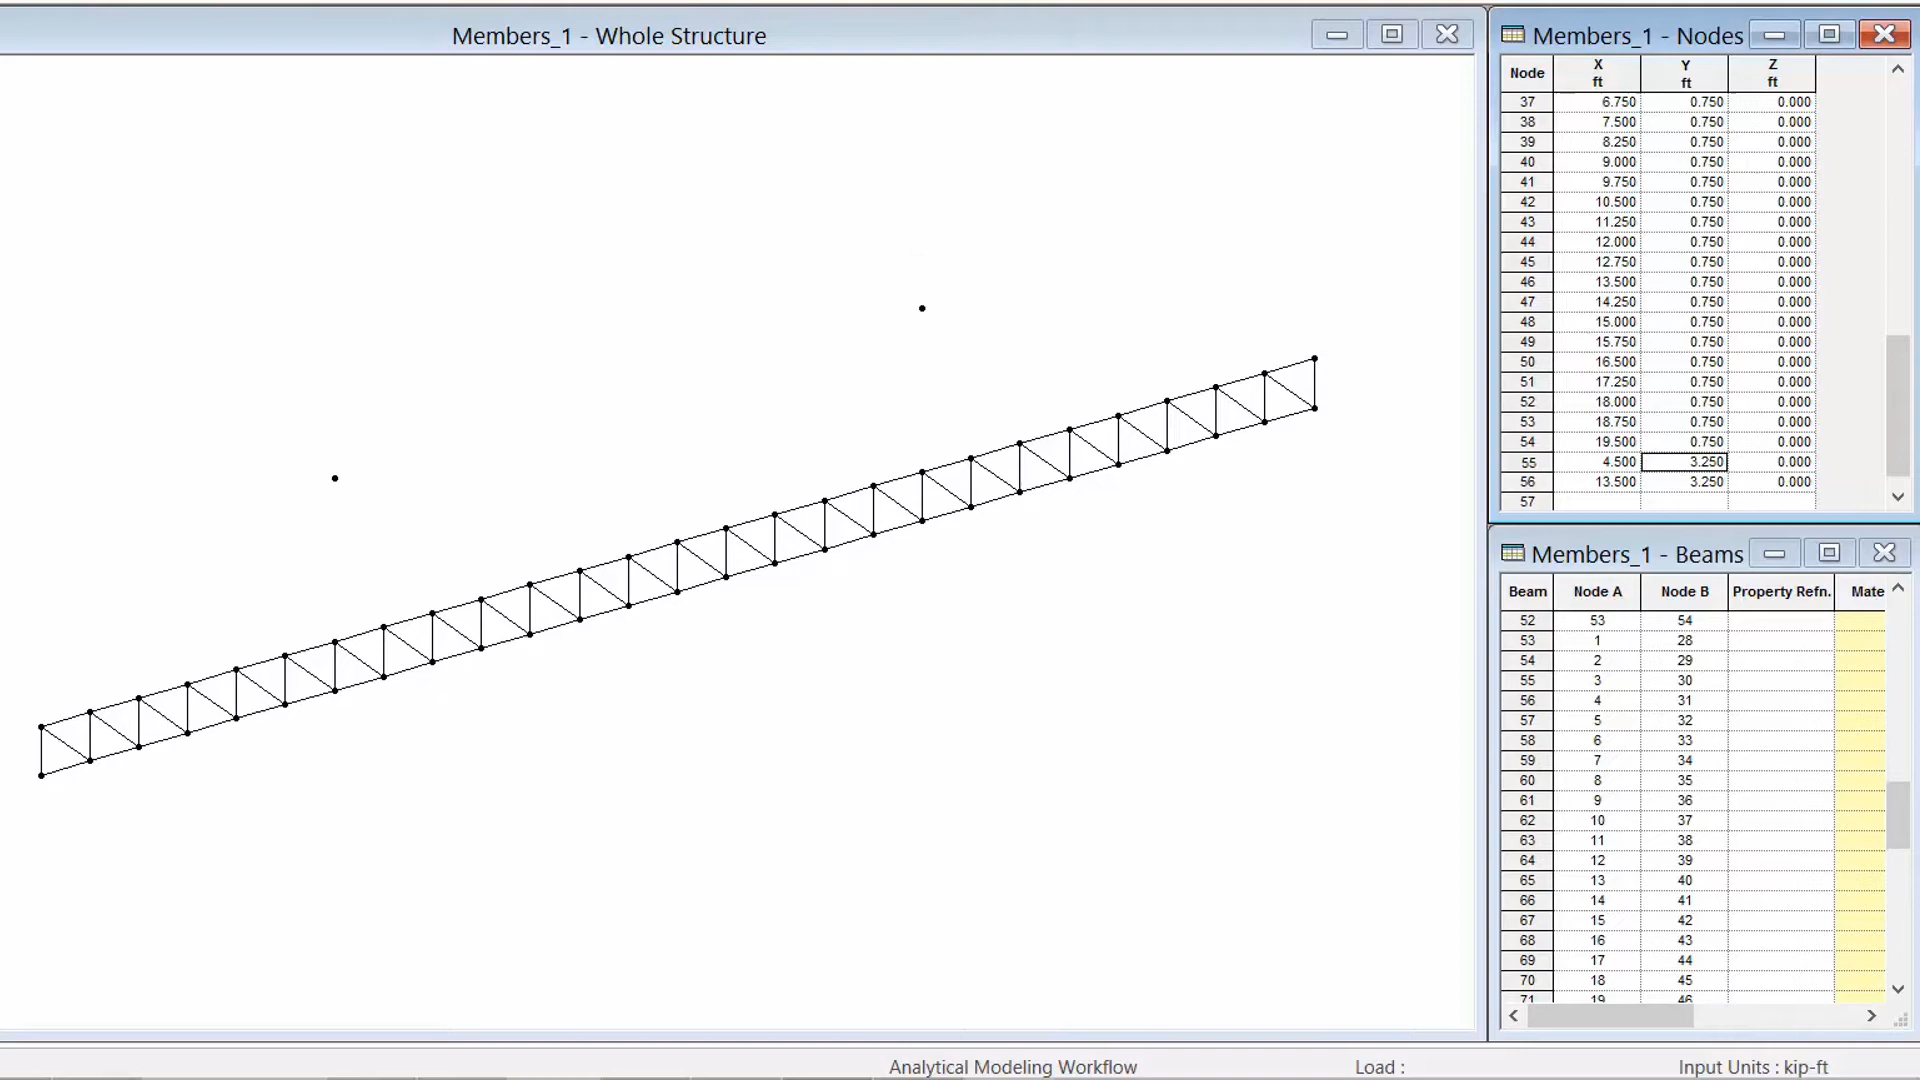 Members_1 - Whole Structure
Members_1 - Nodes
Node X ft Y ft Z ft
37 6.750 0.750 0.000
38 7.500 0.750 0.000
39 8.250 0.750 0.000
40 9.000 0.750 0.000
41 9.750 0.750 0.000
42 10.500 0.750 0.000
43 11.250 0.750 0.000
44 12.000 0.750 0.000
45 12.750 0.750 0.000
46 13.500 0.750 0.000
47 14.250 0.750 0.000
48 15.000 0.750 0.000
49 15.750 0.750 0.000
50 16.500 0.750 0.000
51 17.250 0.750 0.000
52 18.000 0.750 0.000
53 18.750 0.750 0.000
54 19.500 0.750 0.000
55 4.500 3.250 0.000
56 13.500 3.250 0.000
57
Members_1 - Beams
Beam Node A Node B Property Refn. Mate
52 53 54
53 1 28
54 2 29
55 3 30
56 4 31
57 5 32
58 6 33
59 7 34
60 8 35
61 9 36
62 10 37
63 11 38
64 12 39
65 13 40
66 14 41
67 15 42
68 16 43
69 17 44
70 18 45
71 19 46
Analytical Modeling Workflow Load : Input Units : kip-ft